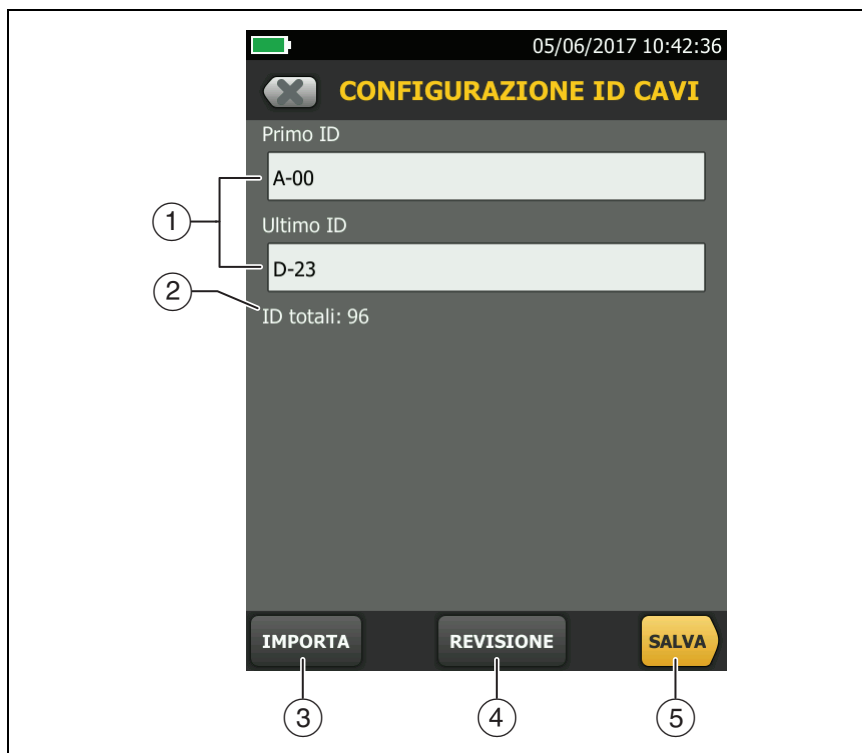 05/06/2017 10:42:36
CONFIGURAZIONE ID CAVI
Primo ID
A-00
1
Ultimo ID
D-23
2
ID totali: 96
IMPORTA
REVISIONE
SALVA
3
4
5